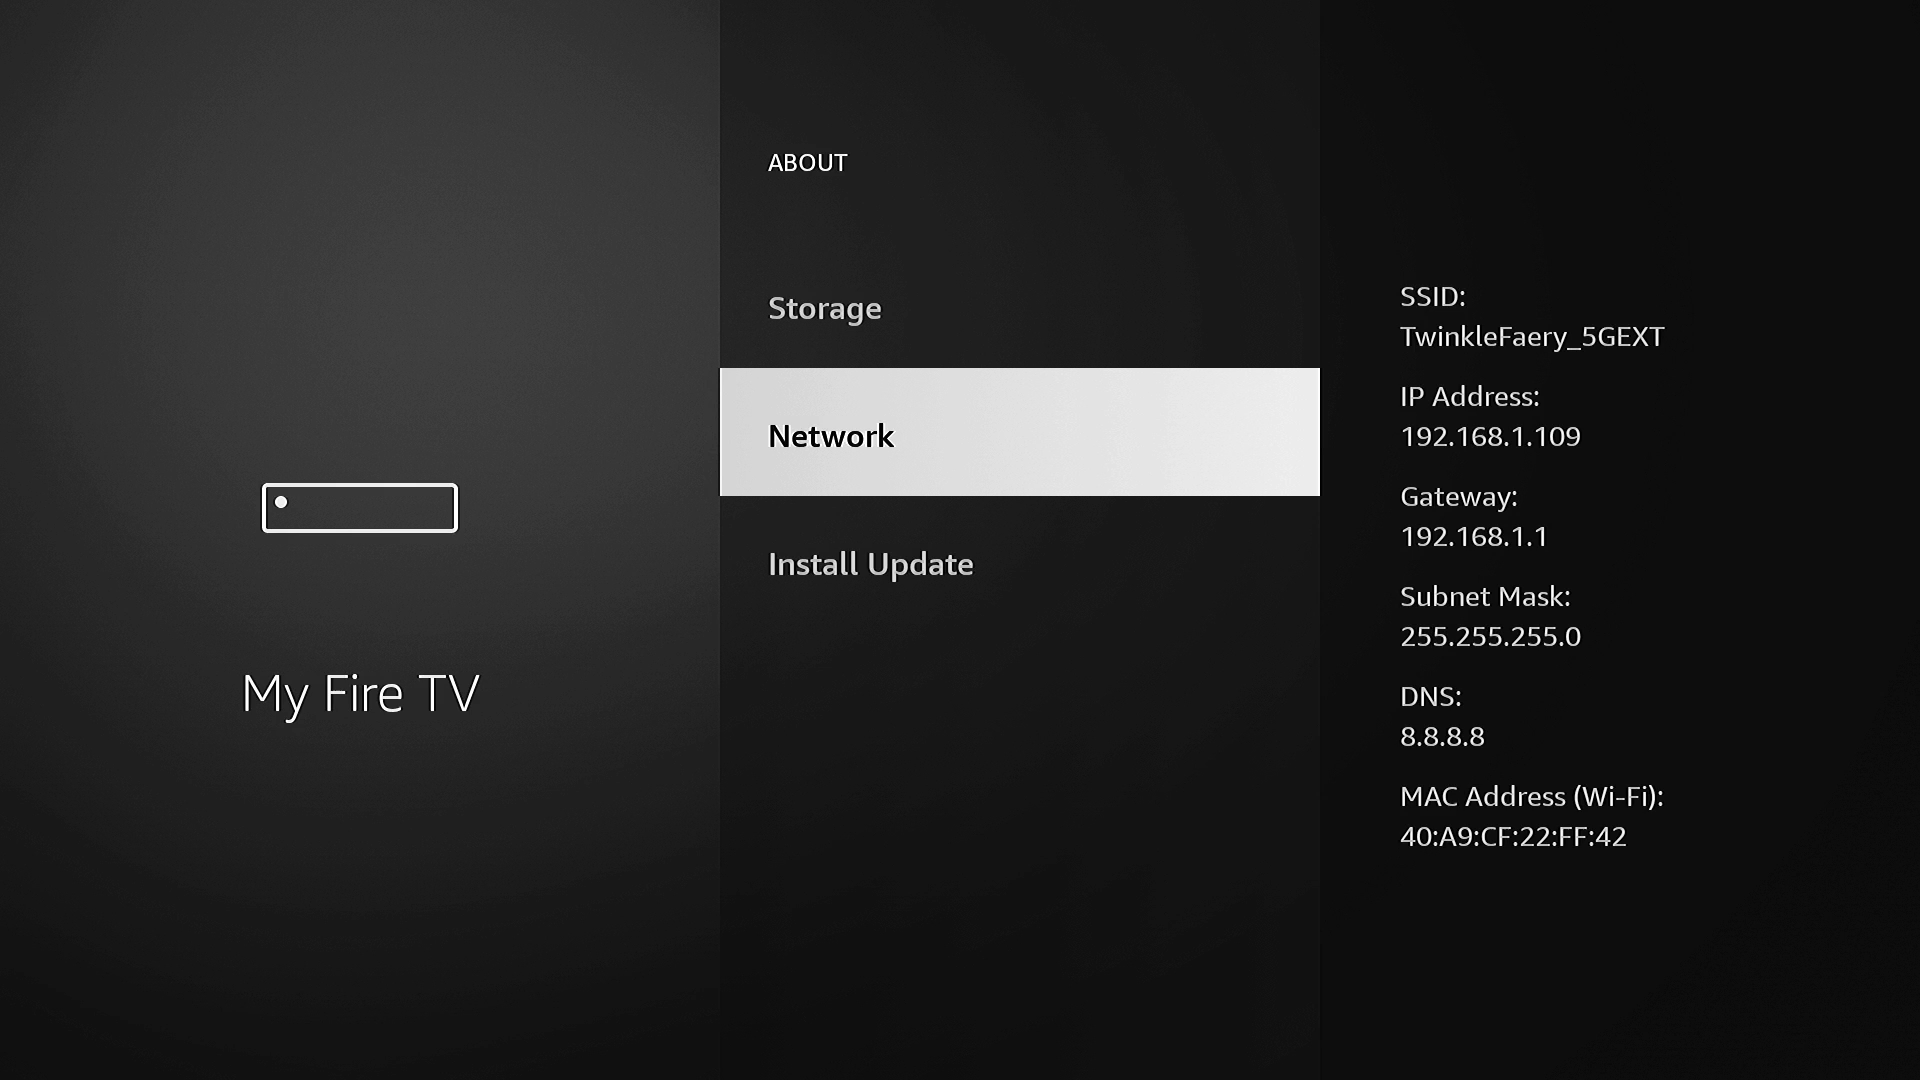 My Fire TV
ABOUT
Storage
Network
Install Update
SSID:
TwinkleFaery_5GEXT
IP Address:
192.168.1.109
Gateway:
192.168.1.1
Subnet Mask:
255.255.255.0
DNS:
8.8.8.8
MAC Address (Wi-Fi):
40:A9:CF:22:FF:42